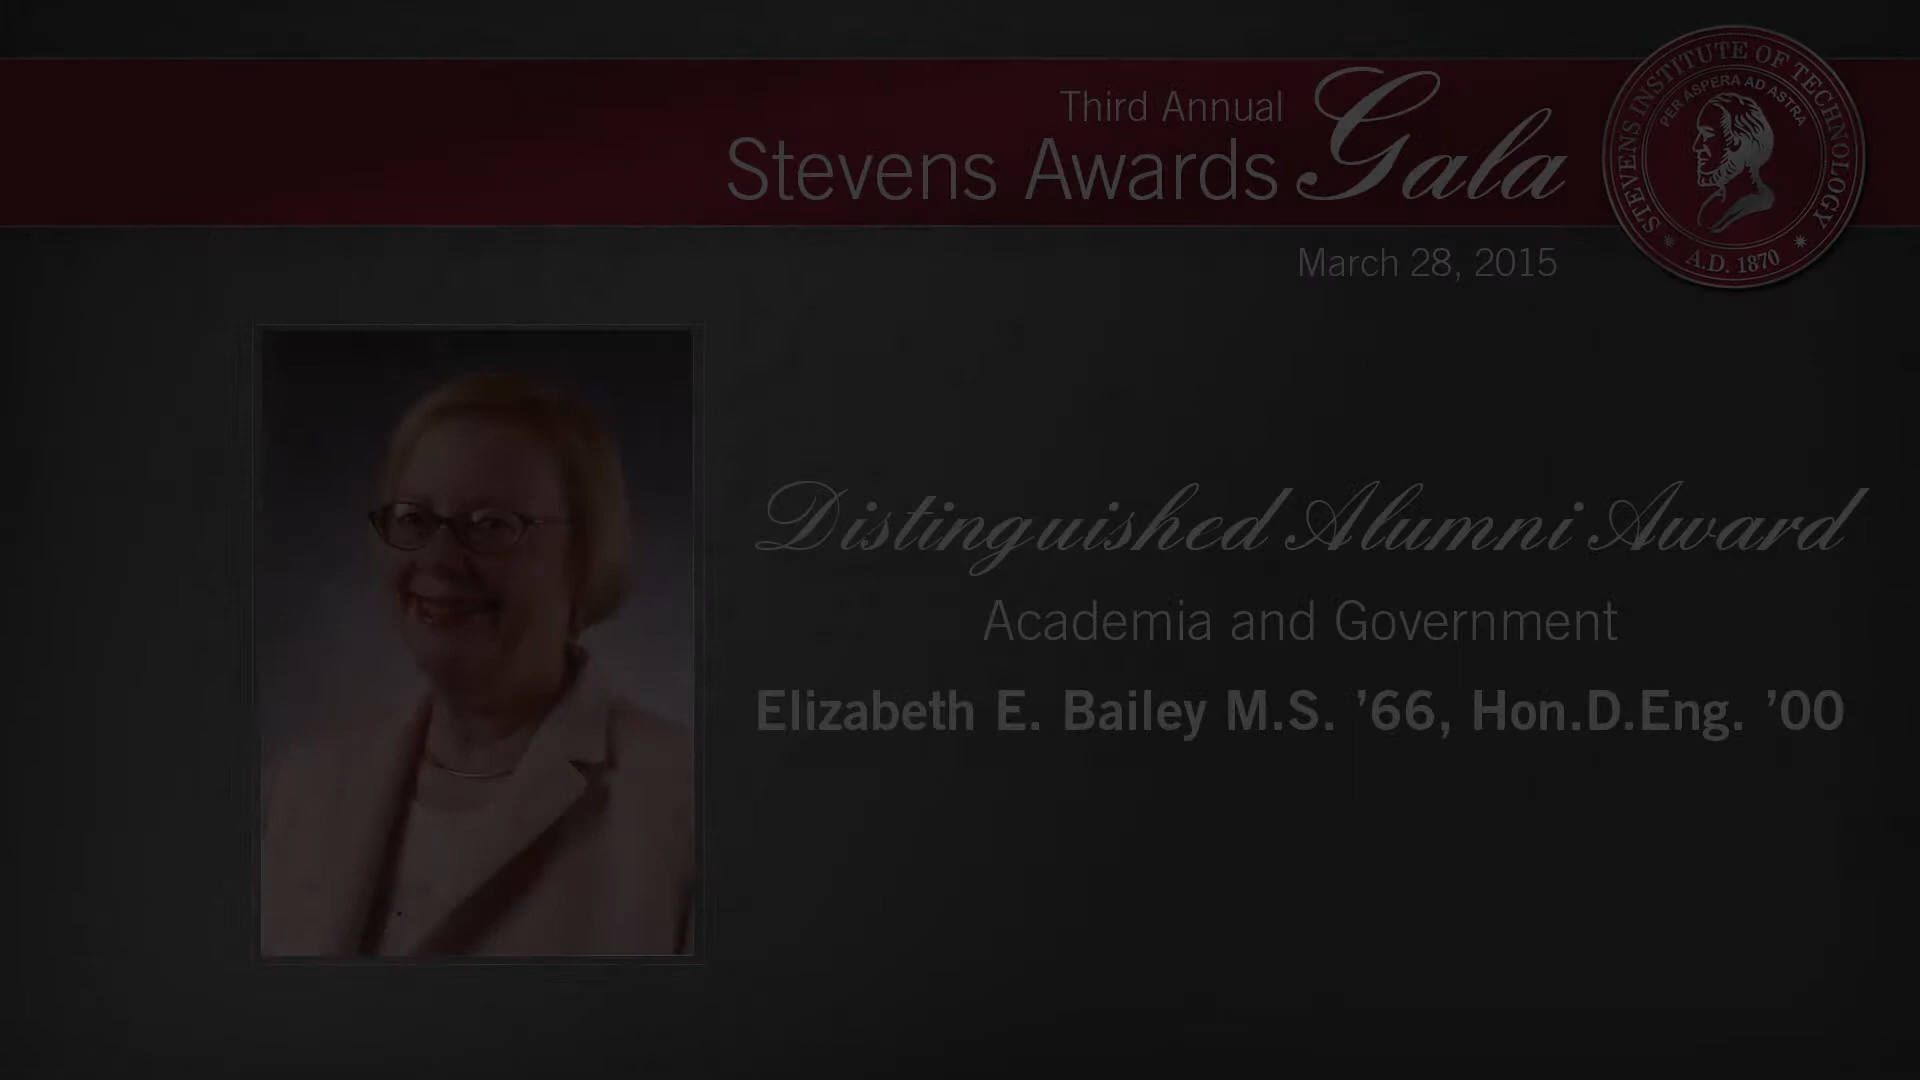 Third Annual
Stevens Awards Gala
STEVENS INSTITUTE OF TECHNOLOGY
PER ASPERA AD ASTRA
A.D. 1870
March 28, 2015
Distinguished Alumni Award
Academia and Government
Elizabeth E. Bailey M.S. ’66, Hon.D.Eng. ’00